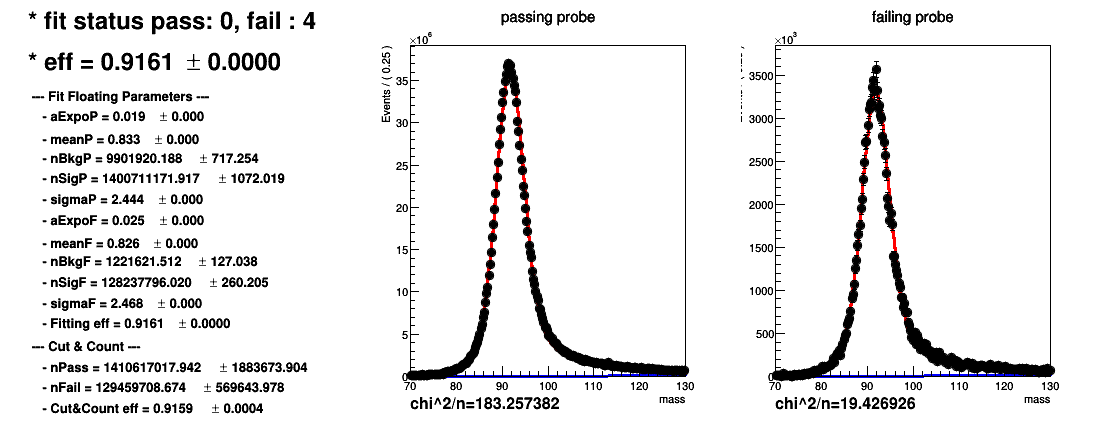 * fit status pass: 0, fail : 4
* eff = 0.9161 ± 0.0000
--- Fit Floating Parameters ---
- aExpoP = 0.019 ± 0.000
- meanP = 0.833 ± 0.000
- nBkgP = 9901920.188 ± 717.254
- nSigP = 1400711171.917 ± 1072.019
- sigmaP = 2.444 ± 0.000
- aExpoF = 0.025 ± 0.000
- meanF = 0.826 ± 0.000
- nBkgF = 1221621.512 ± 127.038
- nSigF = 128237796.020 ± 260.205
- sigmaF = 2.468 ± 0.000
- Fitting eff = 0.9161 ± 0.0000
--- Cut & Count ---
- nPass = 1410617017.942 ± 1883673.904
- nFail = 129459708.674 ± 569643.978
- Cut&Count eff = 0.9159 ± 0.0004
passing probe
×10⁶
Events / ( 0.25 )
35
30
25
20
15
10
5
0
70 80 90 100 110 120 130
mass
chi^2/n=183.257382
failing probe
×10³
3500
3000
2500
2000
1500
1000
500
0
70 80 90 100 110 120 130
mass
chi^2/n=19.426926